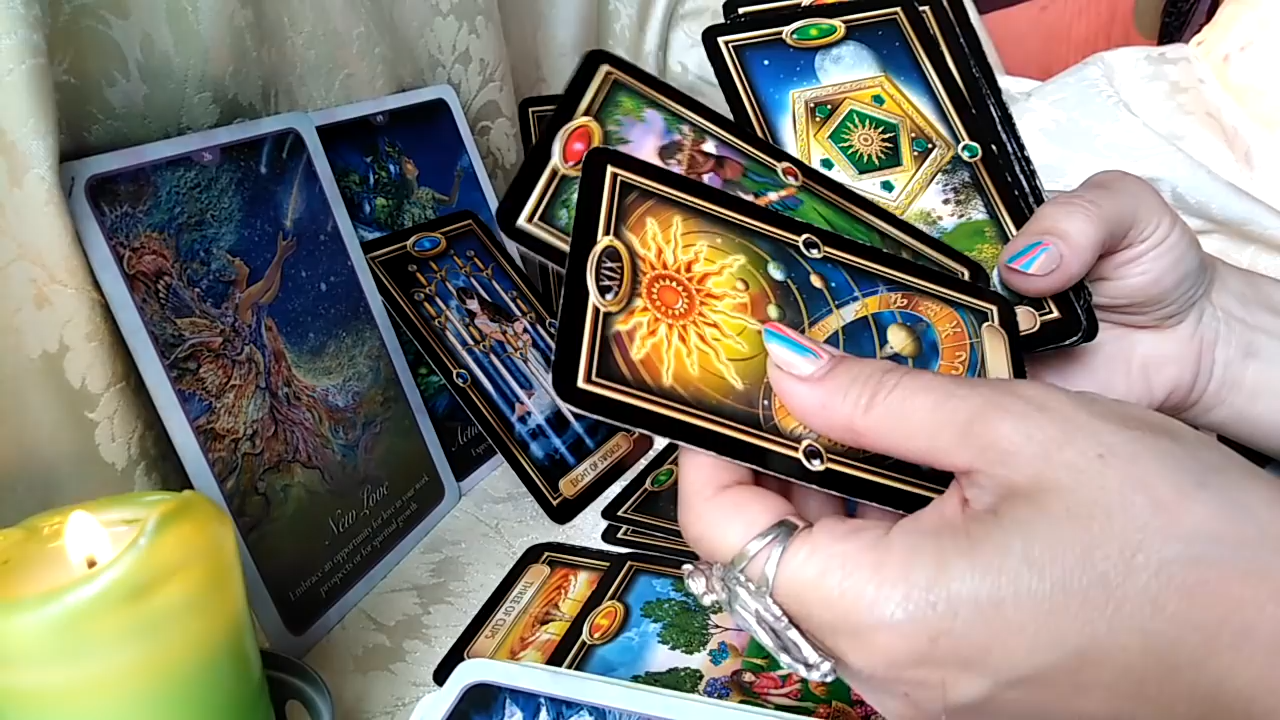 New Love
Embrace an opportunity for love in your work
prospects or for spiritual growth.
EIGHT OF SWORDS
XIX
THREE OF CUPS